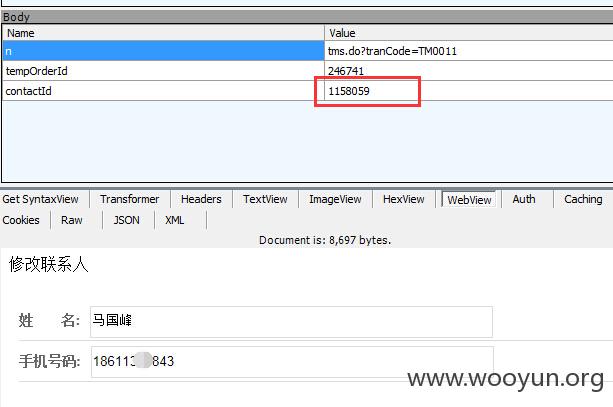 Body
Name Value
n tms.do?tranCode=TM0011
tempOrderId 246741
contactId 1158059
Get SyntaxView Transformer Headers TextView ImageView HexView WebView Auth Caching
Cookies Raw JSON XML
Document is: 8,697 bytes.
修改联系人
姓 名: 马国峰
手机号码: 186113 843
www.wooyun.org